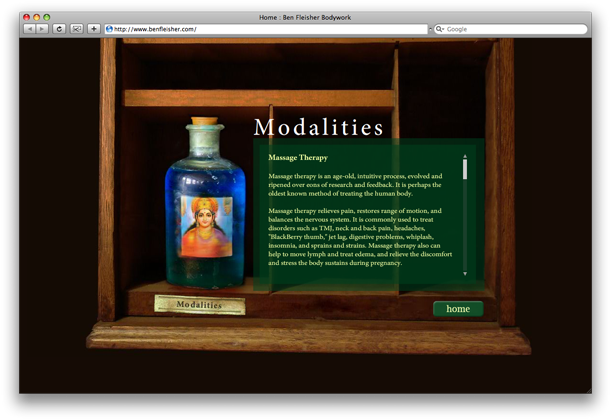 Home : Ben Fleisher Bodywork
http://www.benfleisher.com/
Google
Modalities
Massage Therapy
Massage therapy is an age-old, intuitive process, evolved and
ripened over eons of research and feedback. It is perhaps the
oldest known method of treating the human body.
Massage therapy relieves pain, restores range of motion, and
balances the nervous system. It is commonly used to treat
disorders such as TMJ, neck and back pain, headaches,
"BlackBerry thumb," jet lag, digestive problems, whiplash,
insomnia, and sprains and strains. Massage therapy also can
help to move lymph and treat edema, and relieve the discomfort
and stress the body sustains during pregnancy.
Modalities
home